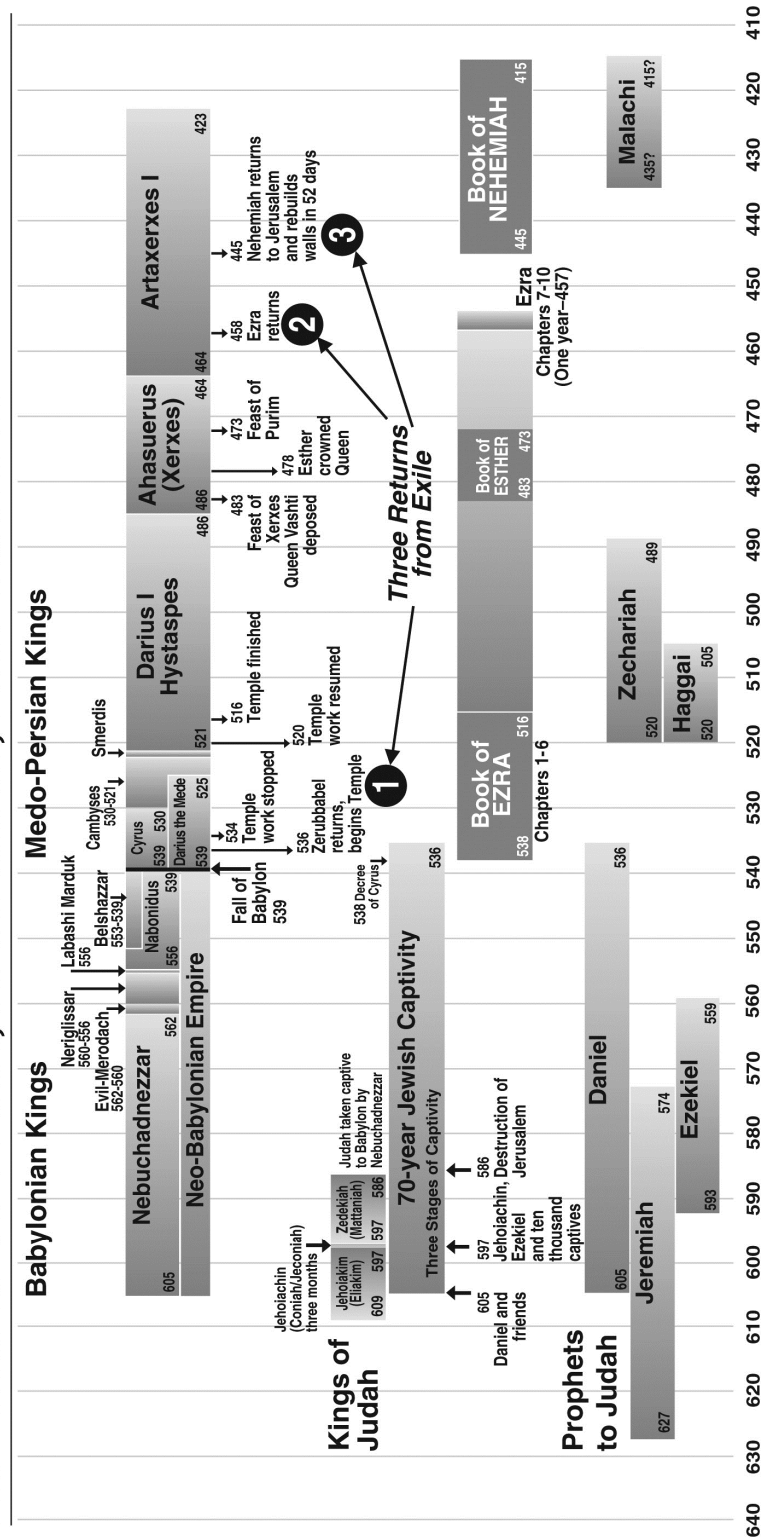 Babylonian Kings
Medo-Persian Kings
Neriglissar
560-556
Labashi Marduk
556
Evil-Merodach
562-560
Belshazzar
553-539
Cambyses
530-521
Smerdis
605
Nebuchadnezzar
562
556
Nabonidus
539
Cyrus
539
530
Darius the Mede
539
525
521
Darius I
Hystaspes
486
486
Ahasuerus
(Xerxes)
464
464
Artaxerxes I
423
Neo-Babylonian Empire
Fall of
Babylon
539
534
Temple
work stopped
536
Zerubbabel
returns,
begins Temple
516
Temple finished
520
Temple
work resumed
483
Feast of
Xerxes
Queen Vashti
deposed
478
Esther
crowned
Queen
473
Feast of
Purim
458
Ezra
returns
445
Nehemiah returns
to Jerusalem
and rebuilds
walls in 52 days
1
2
3
Three Returns
from Exile
Kings of
Judah
Jehoiachin
(Coniah/Jeconiah)
three months
Jehoiakim
(Eliakim)
609
597
Zedekiah
(Mattaniah)
597
586
Judah taken captive
to Babylon by
Nebuchadnezzar
538 Decree
of Cyrus
70-year Jewish Captivity
Three Stages of Captivity
536
605
Daniel and
friends
597
Jehoiachin,
Ezekiel
and ten
thousand
captives
586
Destruction of
Jerusalem
Book of
EZRA
538
516
Chapters 1-6
Book of
ESTHER
483
473
Ezra
Chapters 7-10
(One year–457)
Book of
NEHEMIAH
445
415
Prophets
to Judah
605
Daniel
536
627
Jeremiah
574
593
Ezekiel
559
Zechariah
520
489
Haggai
520
505
Malachi
435?
415?
640
630
620
610
600
590
580
570
560
550
540
530
520
510
500
490
480
470
460
450
440
430
420
410